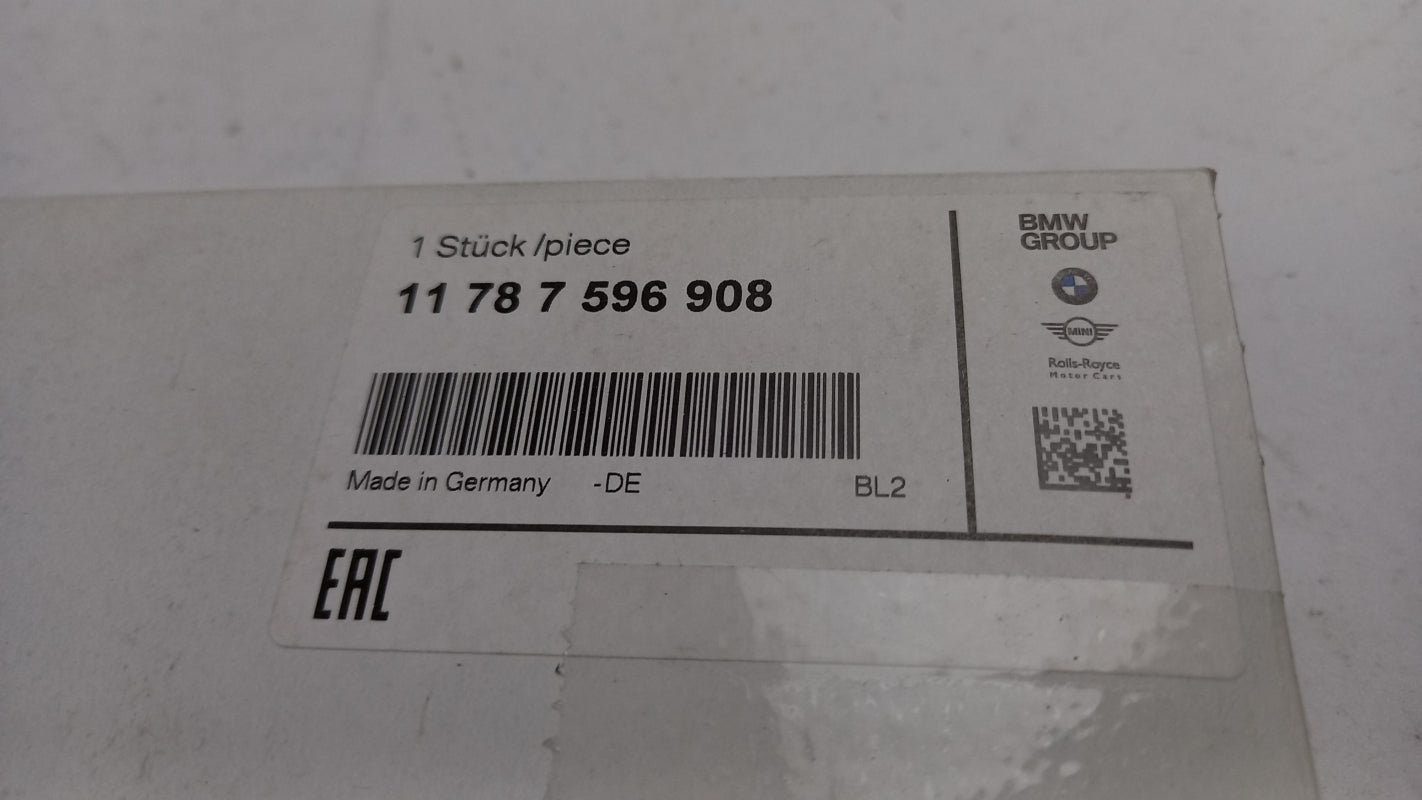 1 Stück /piece
11 78 7 596 908
Made in Germany -DE BL2
EAC
BMW
GROUP
MINI
Rolls-Royce
Motor Cars